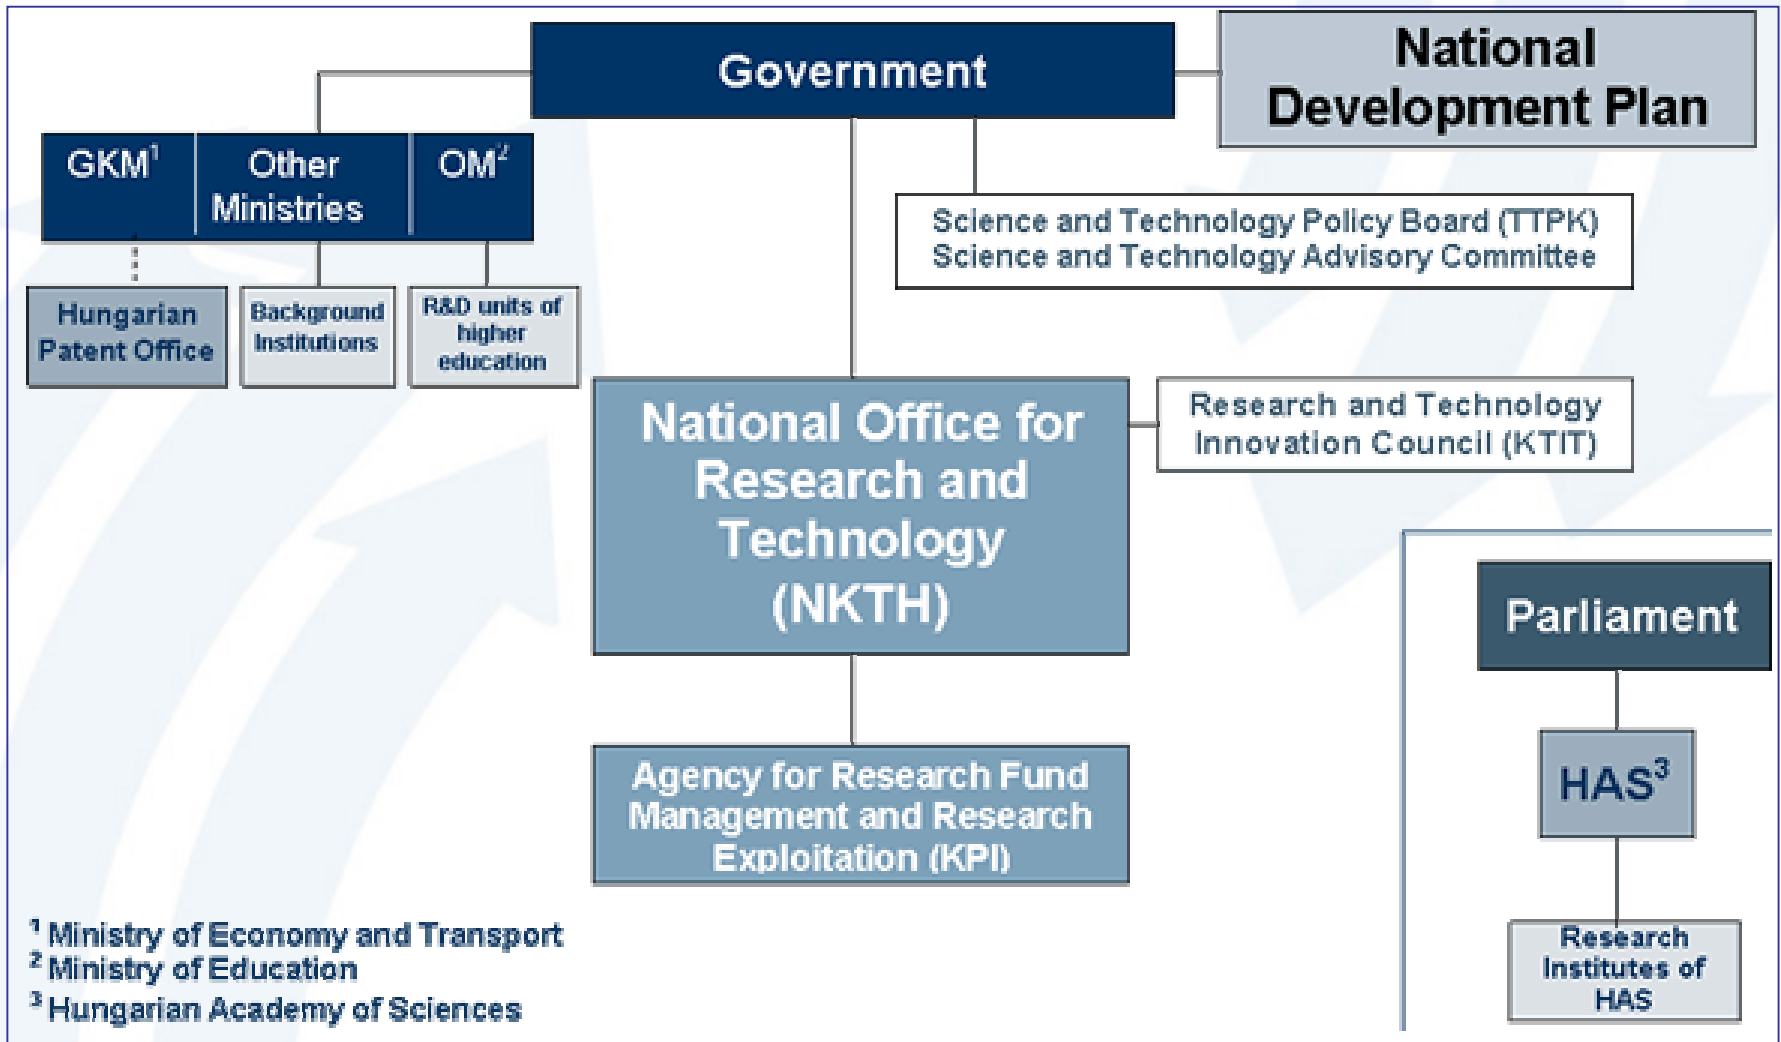 Government
National
Development Plan
GKM¹
Other
Ministries
OM²
Science and Technology Policy Board (TTPK)
Science and Technology Advisory Committee
Hungarian
Patent Office
Background
Institutions
R&D units of
higher
education
National Office for
Research and
Technology
(NKTH)
Research and Technology
Innovation Council (KTIT)
Parliament
HAS³
Research
Institutes of
HAS
Agency for Research Fund
Management and Research
Exploitation (KPI)
¹ Ministry of Economy and Transport
² Ministry of Education
³ Hungarian Academy of Sciences